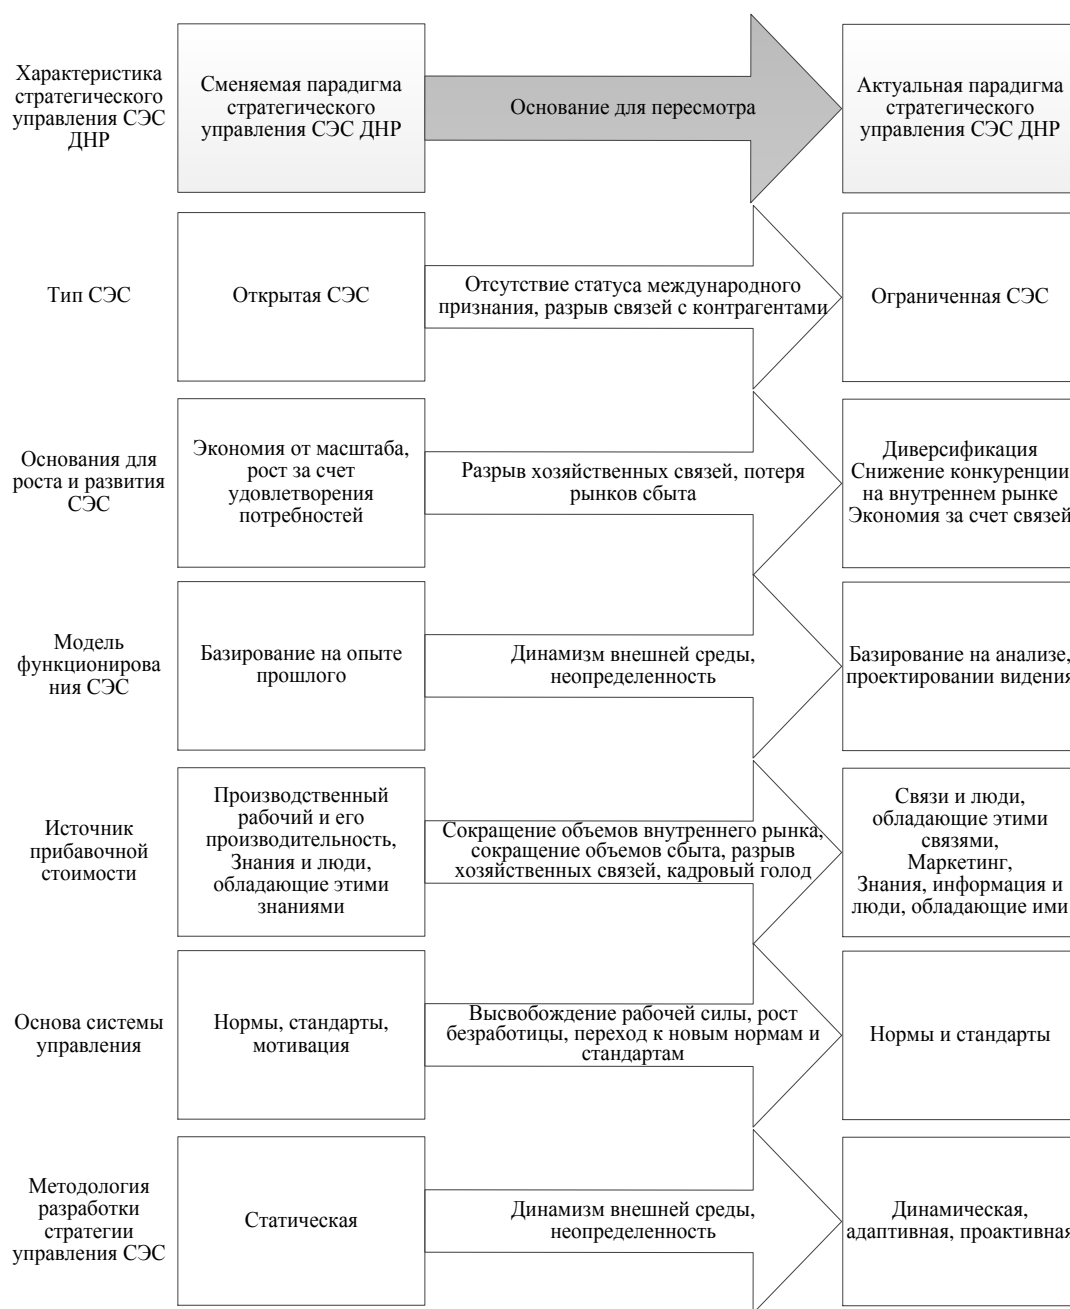 Характеристика
стратегического
управления СЭС
ДНР
Сменяемая парадигма
стратегического
управления СЭС ДНР
Основание для пересмотра
Актуальная парадигма
стратегического
управления СЭС ДНР
Тип СЭС
Открытая СЭС
Отсутствие статуса международного
признания, разрыв связей с контрагентами
Ограниченная СЭС
Основания для
роста и развития
СЭС
Экономия от масштаба,
рост за счет
удовлетворения
потребностей
Разрыв хозяйственных связей, потеря
рынков сбыта
Диверсификация
Снижение конкуренции
на внутреннем рынке
Экономия за счет связей
Модель
функционирова
ния СЭС
Базирование на опыте
прошлого
Динамизм внешней среды,
неопределенность
Базирование на анализе,
проектировании видения
Источник
прибавочной
стоимости
Производственный
рабочий и его
производительность,
Знания и люди,
обладающие этими
знаниями
Сокращение объемов внутреннего рынка,
сокращение объемов сбыта, разрыв
хозяйственных связей, кадровый голод
Связи и люди,
обладающие этими
связями,
Маркетинг,
Знания, информация и
люди, обладающие ими
Основа системы
управления
Нормы, стандарты,
мотивация
Высвобождение рабочей силы, рост
безработицы, переход к новым нормам и
стандартам
Нормы и стандарты
Методология
разработки
стратегии
управления СЭС
Статическая
Динамизм внешней среды,
неопределенность
Динамическая,
адаптивная, проактивная